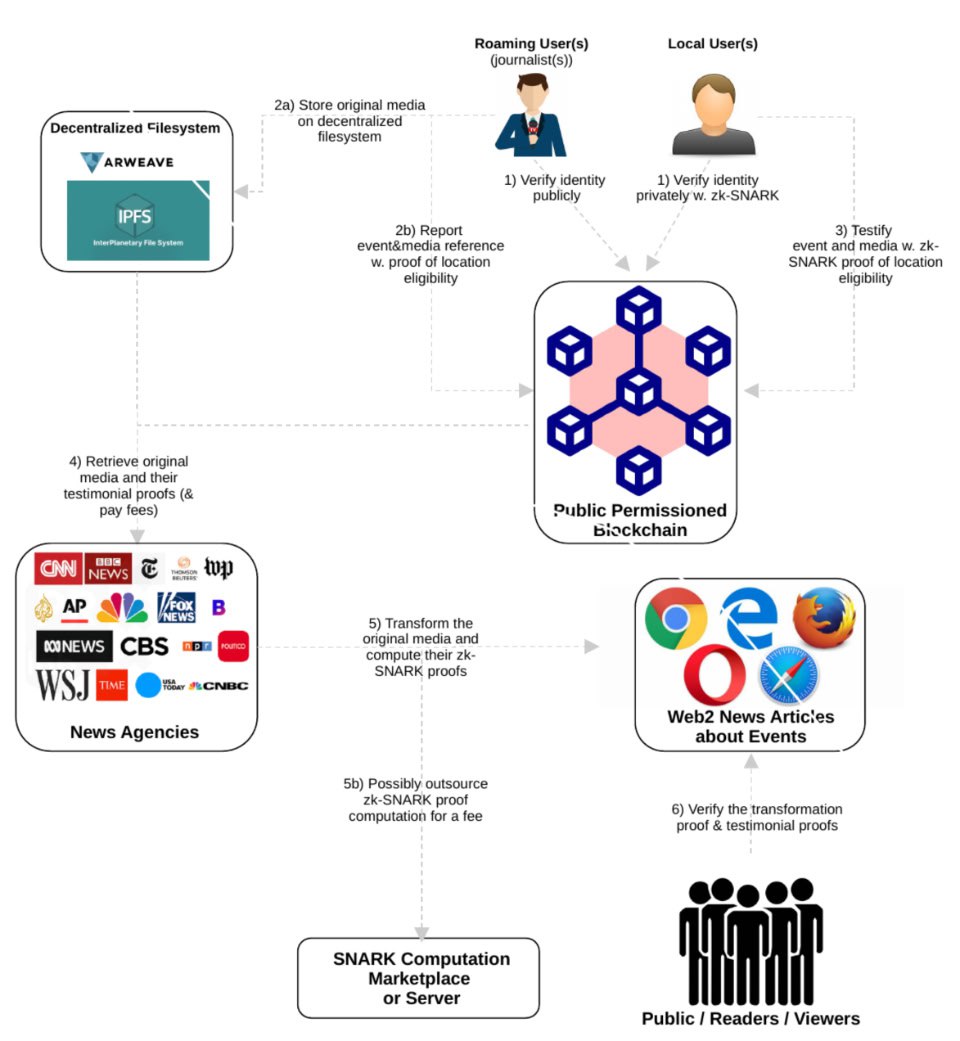 Roaming User(s)
(journalist(s))
Local User(s)
2a) Store original media
on decentralized
filesystem
Decentralized Filesystem
ARWEAVE
IPFS
InterPlanetary File System
1) Verify identity
publicly
1) Verify identity
privately w. zk-SNARK
2b) Report
event&media reference
w. proof of location
eligibility
3) Testify
event and media w. zk-
SNARK proof of location
eligibility
Public Permissioned
Blockchain
4) Retrieve original
media and their
testimonial proofs (&
pay fees)
CNN
BBC
NEWS
THOMSON
REUTERS
wp
AP
FOX
NEWS
B
abc NEWS
CBS
npr
POLITICO
WSJ
TIME
USA
TODAY
CNBC
News Agencies
5) Transform the
original media and
compute their zk-
SNARK proofs
Web2 News Articles
about Events
5b) Possibly outsource
zk-SNARK proof
computation for a fee
6) Verify the transformation
proof & testimonial proofs
SNARK Computation
Marketplace
or Server
Public / Readers / Viewers